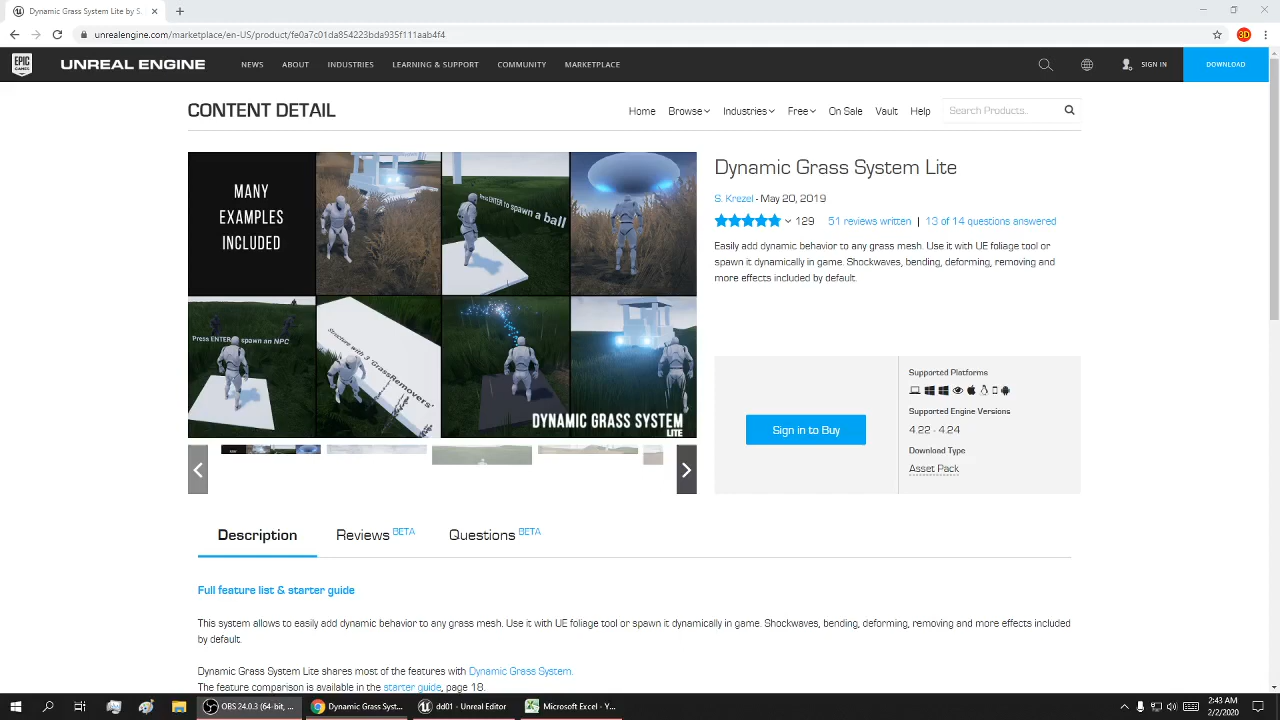 Dynamic Grass System Lite by S.
unrealengine.com/marketplace/en-US/product/fe0a7c01da854223bda935f111aab4f4
3D
EPIC GAMES
UNREAL ENGINE
NEWS ABOUT INDUSTRIES LEARNING & SUPPORT COMMUNITY MARKETPLACE
SIGN IN DOWNLOAD
CONTENT DETAIL
Home Browse Industries Free On Sale Vault Help Search Products..
MANY
EXAMPLES
INCLUDED
Press ENTER to spawn a ball
Press ENTER to spawn an NPC
Structure with 3 GrassRemovers
DYNAMIC GRASS SYSTEM
LITE
Dynamic Grass System Lite
S. Krezel - May 20, 2019
129 51 reviews written | 13 of 14 questions answered
Easily add dynamic behavior to any grass mesh. Use it with UE foliage tool or
spawn it dynamically in game. Shockwaves, bending, deforming, removing and
more effects included by default.
Sign in to Buy
Supported Platforms
Supported Engine Versions
4.22 - 4.24
Download Type
Asset Pack
Description Reviews BETA Questions BETA
Full feature list & starter guide
This system allows to easily add dynamic behavior to any grass mesh. Use it with UE foliage tool or spawn it dynamically in game. Shockwaves, bending, deforming, removing and more effects included
by default.
Dynamic Grass System Lite shares most of the features with Dynamic Grass System.
The feature comparison is available in the starter guide, page 18.
OBS 24.0.3 (64-bit, ... Dynamic Grass Syst... dd01 - Unreal Editor Microsoft Excel - Y...
2:43 AM
2/2/2020